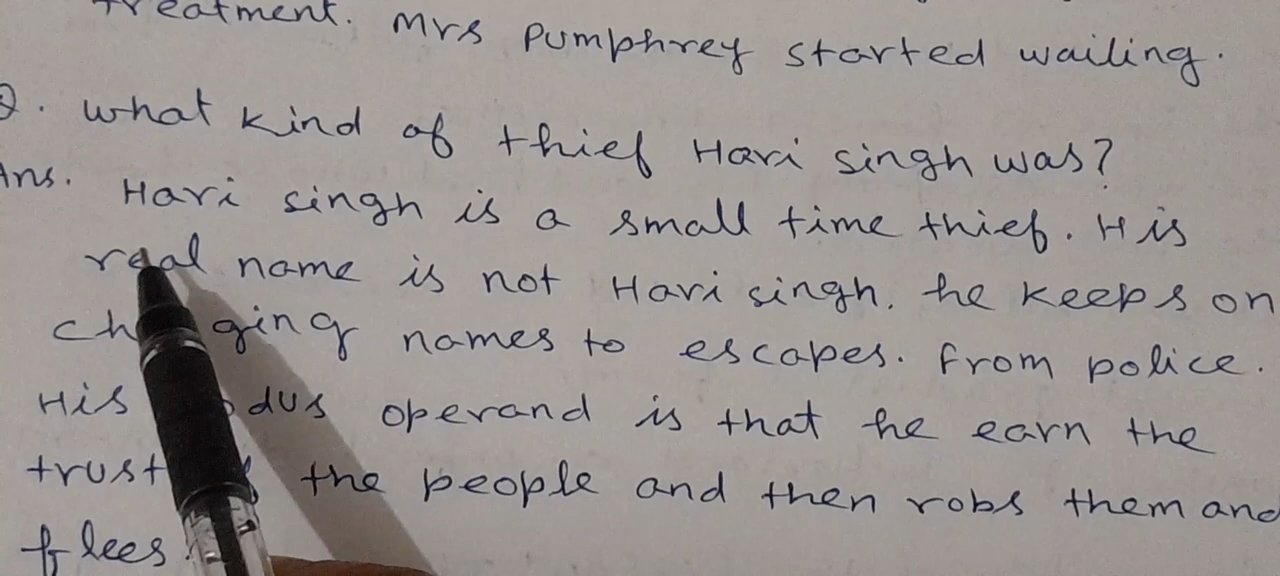 treatment. Mrs Pumphrey started wailing.
Q. What kind of thief Hari singh was?
Ans. Hari singh is a small time thief. His
real name is not Hari singh. he keeps on
ch ging names to escapes. from police.
His odus operand is that he earn the
trust the people and then robs them and
flees.